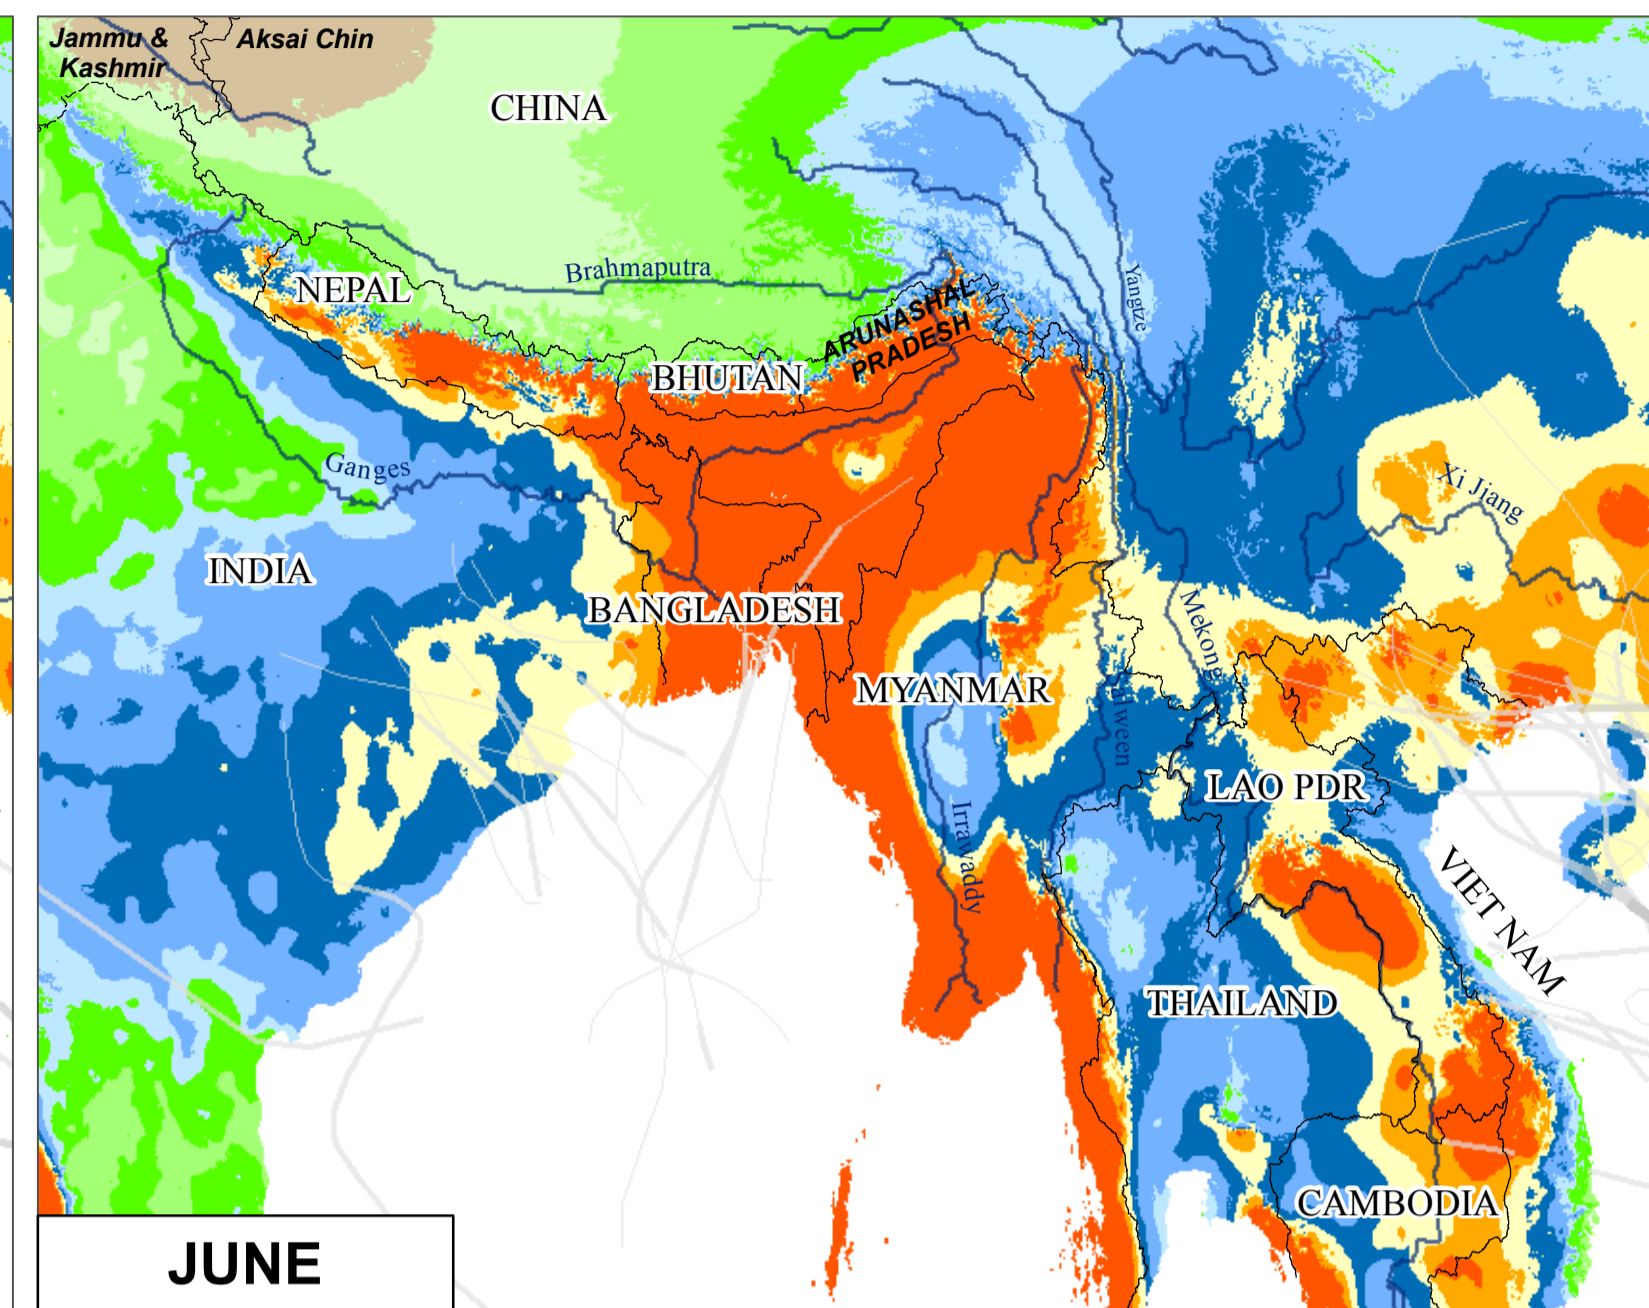 Jammu &
Kashmir
Aksai Chin
CHINA
Brahmaputra
Yangtze
NEPAL
ARUNASHAL
PRADESH
BHUTAN
Ganges
Xi Jiang
INDIA
BANGLADESH
Mekong
MYANMAR
Salween
LAO PDR
Irrawaddy
VIET NAM
THAILAND
CAMBODIA
JUNE